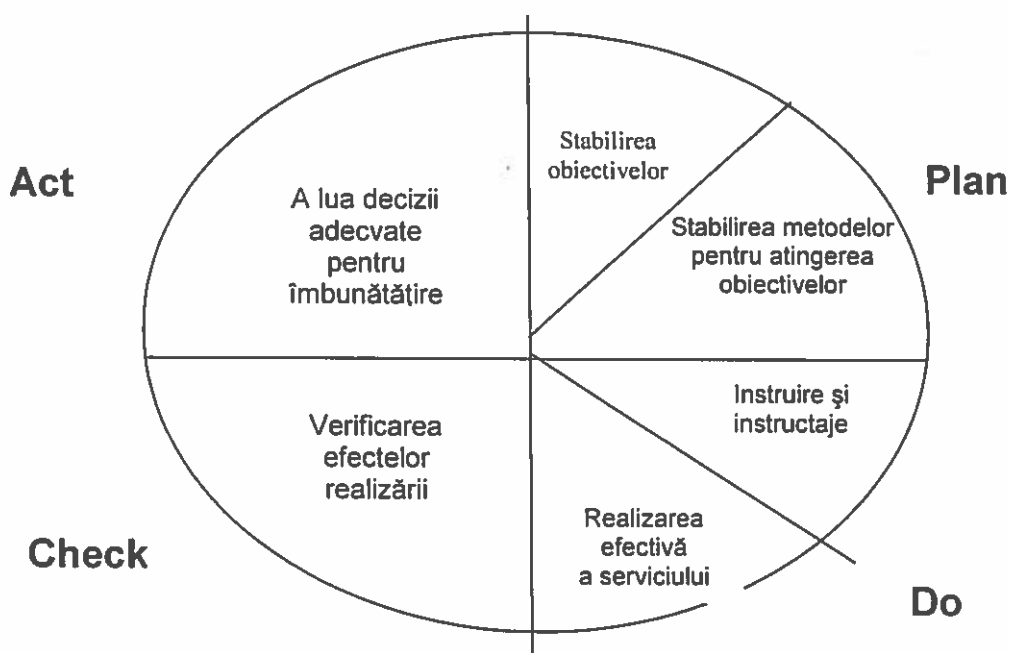 Act
A lua decizii
adecvate
pentru
îmbunătătire
Stabilirea
obiectivelor
Plan
Stabilirea metodelor
pentru atingerea
obiectivelor
Instruire şi
instructaje
Do
Realizarea
efectivă
a serviciului
Check
Verificarea
efectelor
realizării